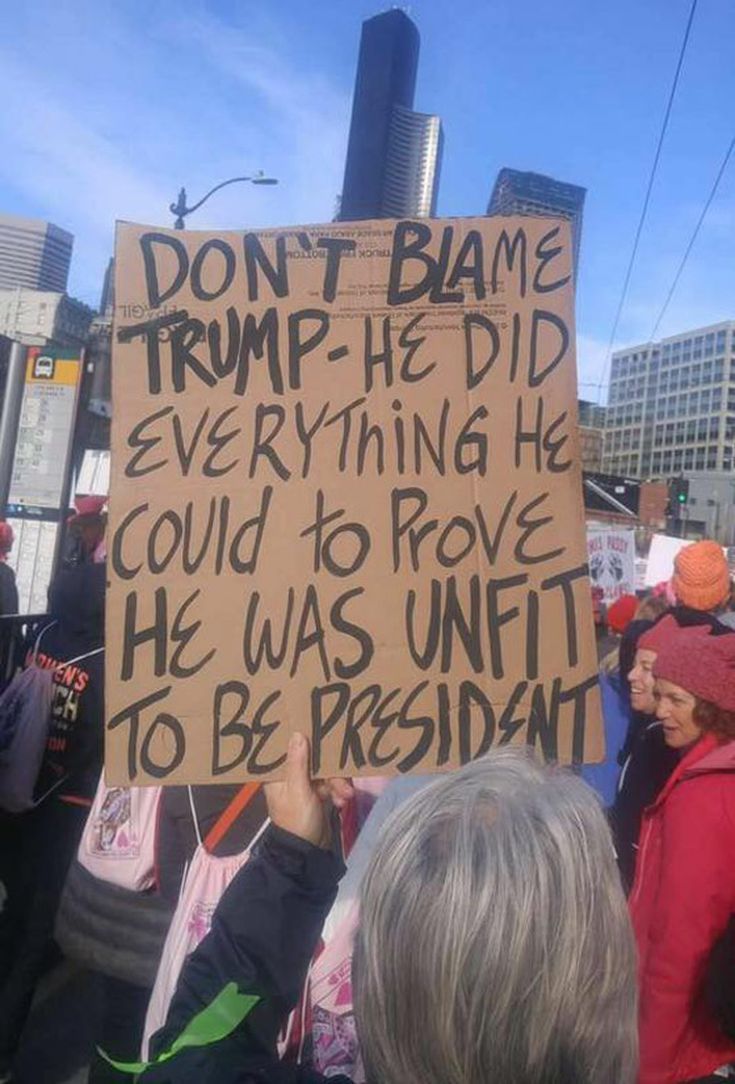 DON'T BLAME
TRUMP-HE DID
EVERYThiNG HE
COUld to PROVE
HE WAS UNFIT
TO BE PRESIDENT